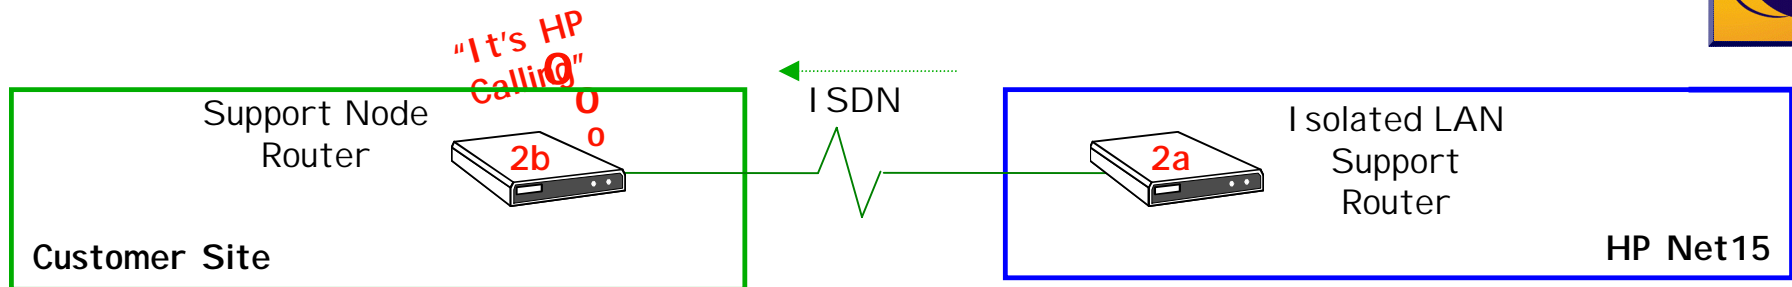 “It's HP
Calling”
O
O
o
Support Node
Router
2b
Customer Site
ISDN
2a
Isolated LAN
Support
Router
HP Net15